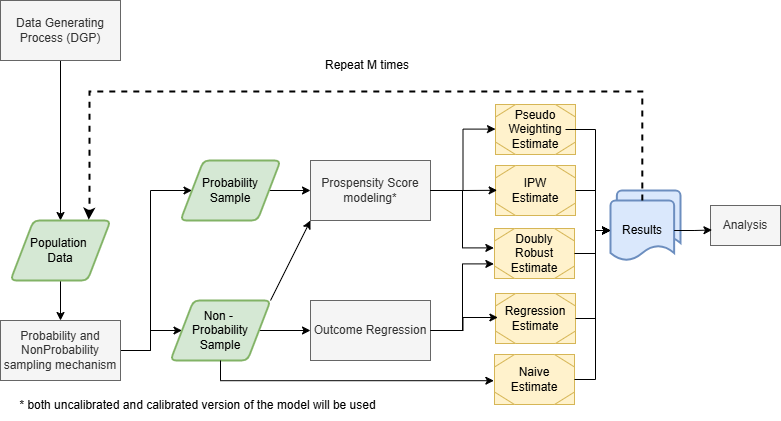 Data Generating
Process (DGP)
Repeat M times
Pseudo
Weighting
Estimate
Probability
Sample
Prospensity Score
modeling*
IPW
Estimate
Population
Data
Doubly
Robust
Estimate
Results
Analysis
Probability and
NonProbability
sampling mechanism
Non -
Probability
Sample
Outcome Regression
Regression
Estimate
Naive
Estimate
* both uncalibrated and calibrated version of the model will be used